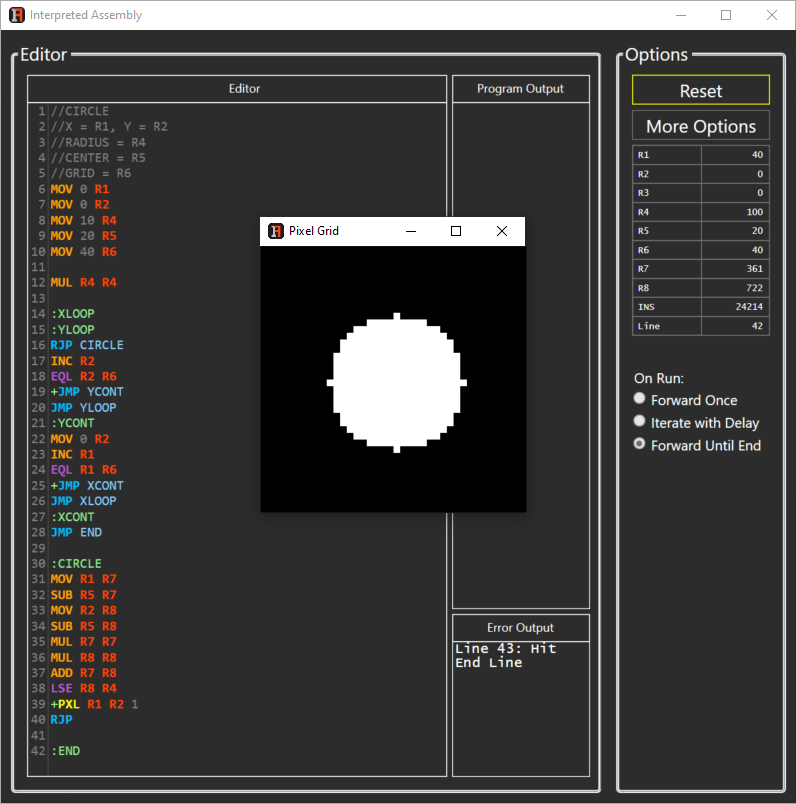 Interpreted Assembly
Editor
Editor
1 //CIRCLE
2 //X = R1, Y = R2
3 //RADIUS = R4
4 //CENTER = R5
5 //GRID = R6
6 MOV 0 R1
7 MOV 0 R2
8 MOV 10 R4
9 MOV 20 R5
10 MOV 40 R6
11
12 MUL R4 R4
13
14 :XLOOP
15 :YLOOP
16 RJP CIRCLE
17 INC R2
18 EQL R2 R6
19 +JMP YCONT
20 JMP YLOOP
21 :YCONT
22 MOV 0 R2
23 INC R1
24 EQL R1 R6
25 +JMP XCONT
26 JMP XLOOP
27 :XCONT
28 JMP END
29
30 :CIRCLE
31 MOV R1 R7
32 SUB R5 R7
33 MOV R2 R8
34 SUB R5 R8
35 MUL R7 R7
36 MUL R8 R8
37 ADD R7 R8
38 LSE R8 R4
39 +PXL R1 R2 1
40 RJP
41
42 :END
Program Output
Pixel Grid
Error Output
Line 43: Hit
End Line
Options
Reset
More Options
R1 40
R2 0
R3 0
R4 100
R5 20
R6 40
R7 361
R8 722
INS 24214
Line 42
On Run:
Forward Once
Iterate with Delay
Forward Until End